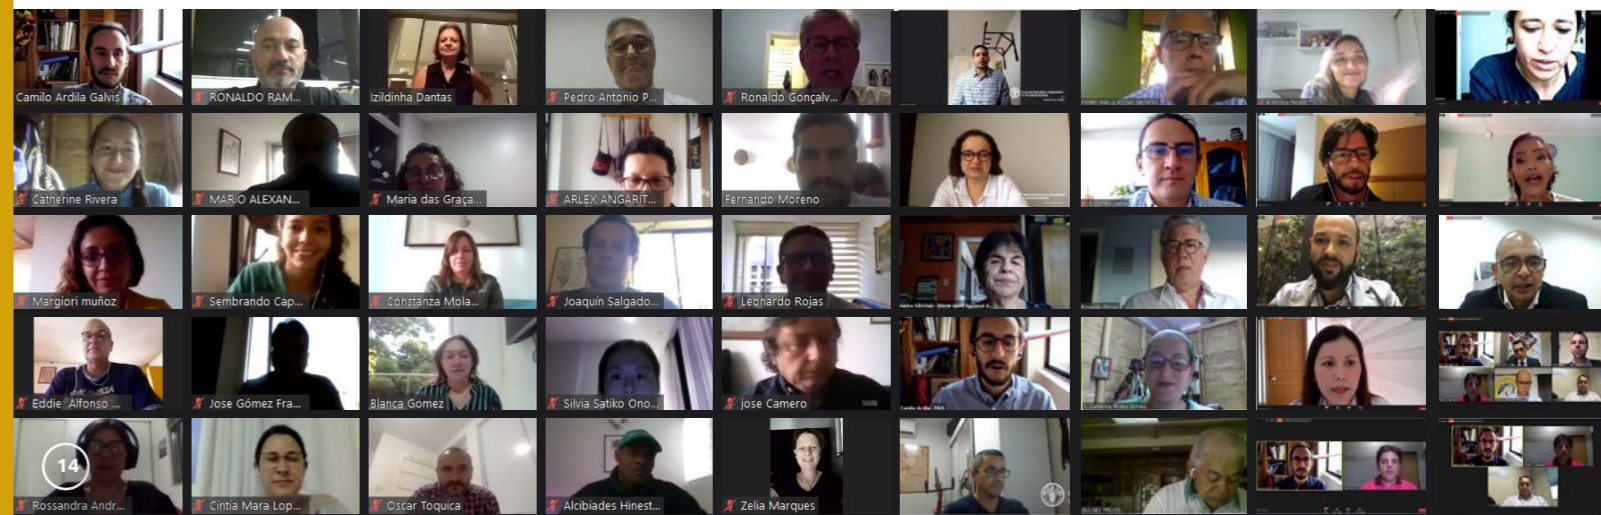 Camilo Ardila Galvis
RONALDO RAM...
Izildinha Dantas
Pedro Antonio P...
Ronaldo Gonçalv...
Catherine Rivera
MARIO ALEXAN...
Maria das Graça...
ARLEX ANGARIT...
Fernando Moreno
Margiori muñoz
Sembrando Cap...
Constanza Mola...
Joaquín Salgado...
Leonardo Rojas
Eddie Alfonso ...
Jose Gómez Fra...
Blanca Gomez
Silvia Satiko Ono...
jose Camero
14
Rossandra Andr...
Cíntia Mara Lop...
Oscar Toquica
Alcibiades Hinest...
Zelia Marques